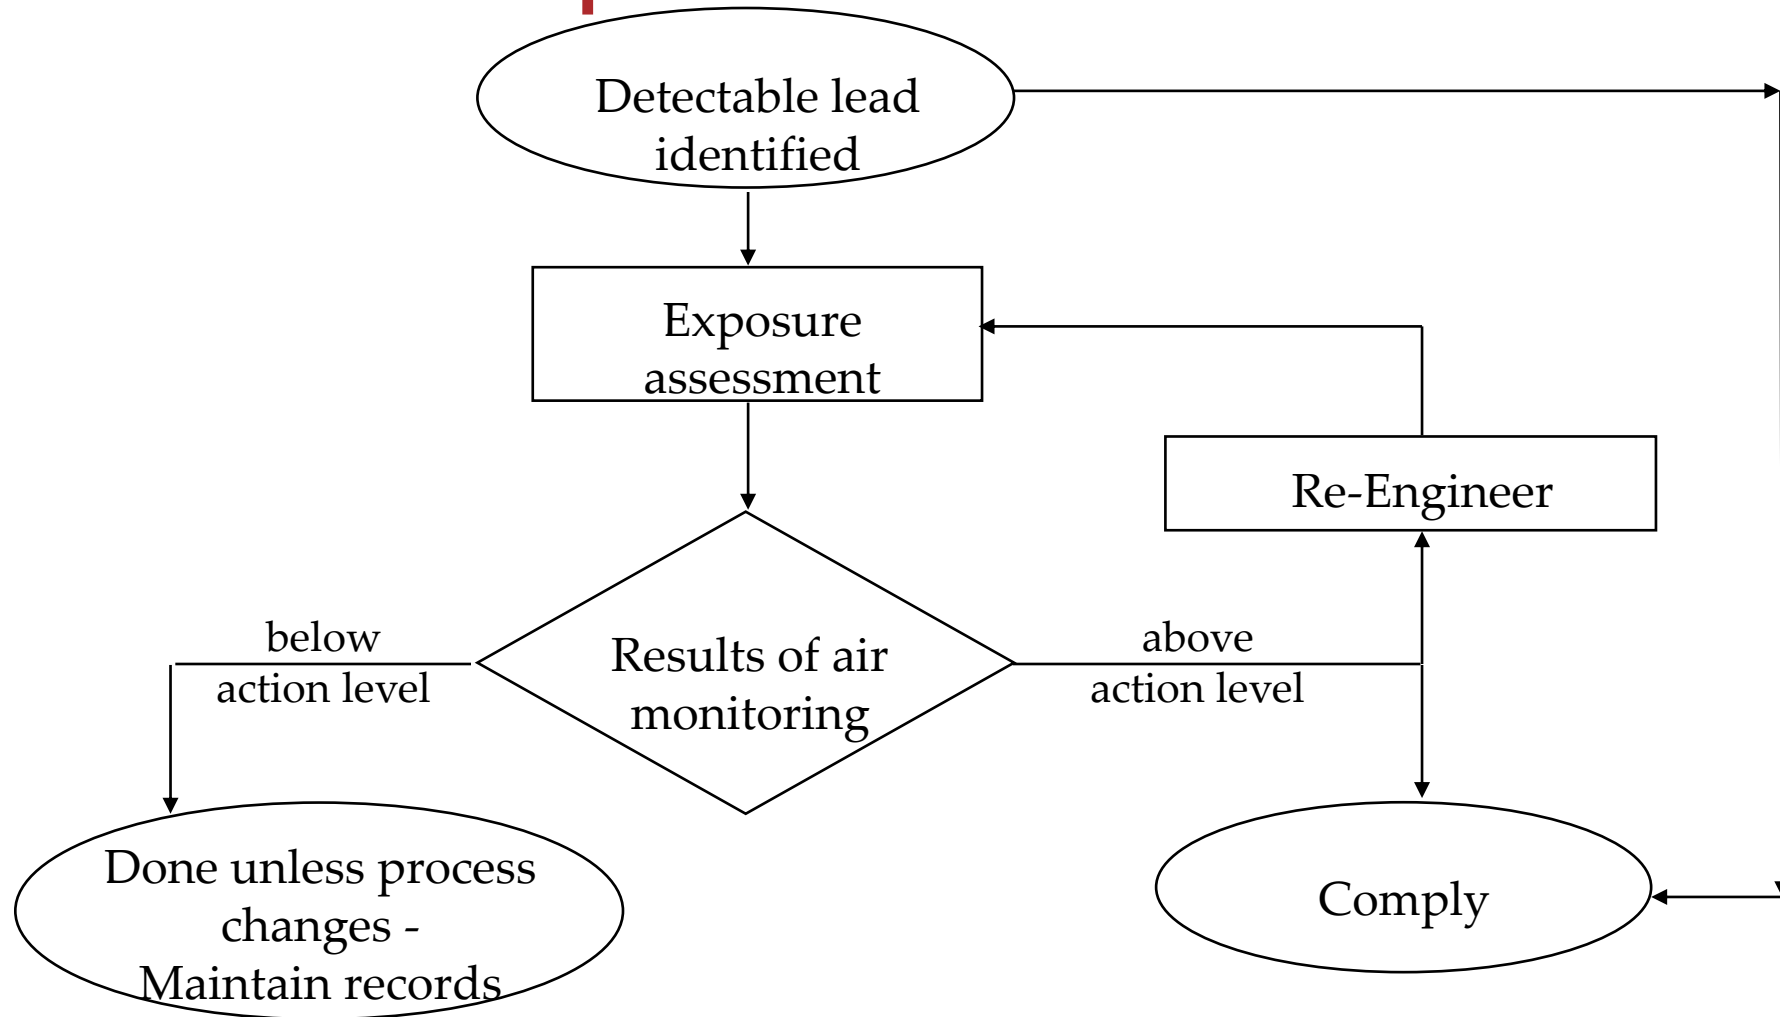 Detectable lead
identified
Exposure
assessment
Re-Engineer
Results of air
monitoring
below
action level
above
action level
Done unless process
changes -
Maintain records
Comply